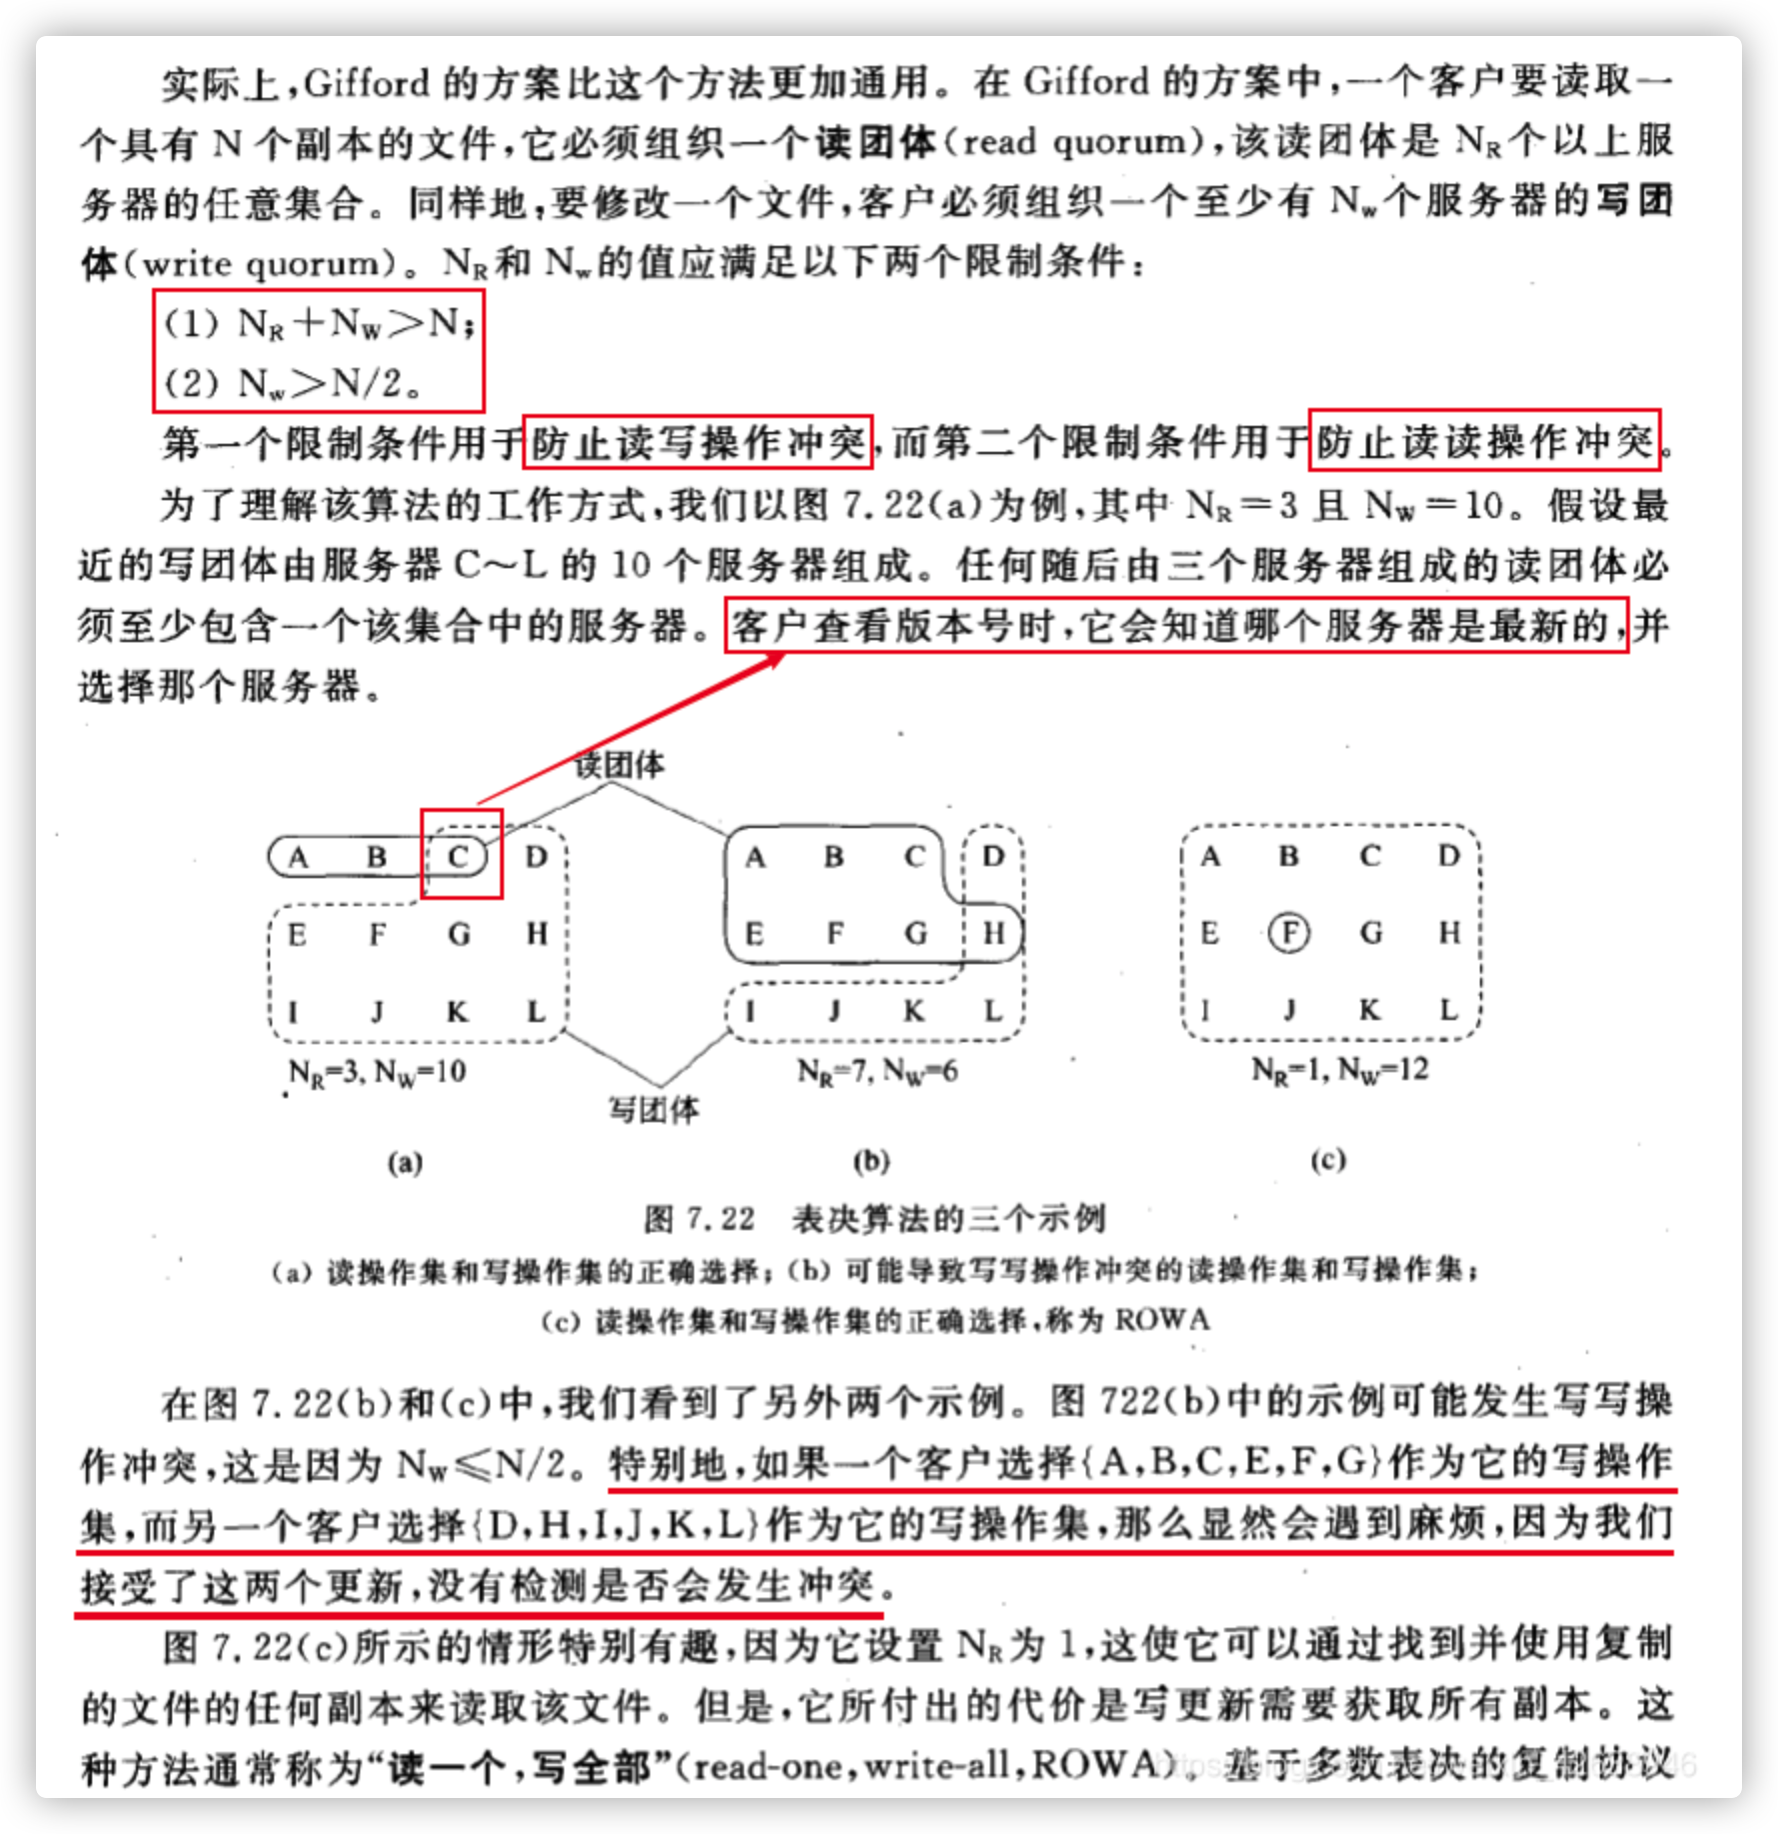 实际上,Gifford 的方案比这个方法更加通用。在 Gifford 的方案中,一个客户要读取一
个具有 N 个副本的文件,它必须组织一个读团体(read quorum),该读团体是 NR个以上服
务器的任意集合。同样地,要修改一个文件,客户必须组织一个至少有 Nw个服务器的写团
体(write quorum)。NR和 Nw的值应满足以下两个限制条件:
(1) NR+NW>N;
(2) Nw>N/2。
第一个限制条件用于防止读写操作冲突,而第二个限制条件用于防止读读操作冲突。
为了理解该算法的工作方式,我们以图 7.22(a)为例,其中 NR=3 且 NW=10。假设最
近的写团体由服务器 C~L 的 10 个服务器组成。任何随后由三个服务器组成的读团体必
须至少包含一个该集合中的服务器。客户查看版本号时,它会知道哪个服务器是最新的,并
选择那个服务器。
读团体
A B C D A B C D A B C D
E F G H E F G H E F G H
I J K L I J K L I J K L
NR=3, NW=10 NR=7, NW=6 NR=1, NW=12
写团体
(a) (b) (c)
图 7.22 表决算法的三个示例
(a) 读操作集和写操作集的正确选择;(b) 可能导致写写操作冲突的读操作集和写操作集;
(c) 读操作集和写操作集的正确选择,称为 ROWA
在图 7.22(b)和(c)中,我们看到了另外两个示例。图 722(b)中的示例可能发生写写操
作冲突,这是因为 NW≤N/2。特别地,如果一个客户选择{A,B,C,E,F,G}作为它的写操作
集,而另一个客户选择{D,H,I,J,K,L}作为它的写操作集,那么显然会遇到麻烦,因为我们
接受了这两个更新,没有检测是否会发生冲突。
图 7.22(c)所示的情形特别有趣,因为它设置 NR为 1,这使它可以通过找到并使用复制
的文件的任何副本来读取该文件。但是,它所付出的代价是写更新需要获取所有副本。这
种方法通常称为“读一个,写全部”(read-one,write-all,ROWA)。基于多数表决的复制协议